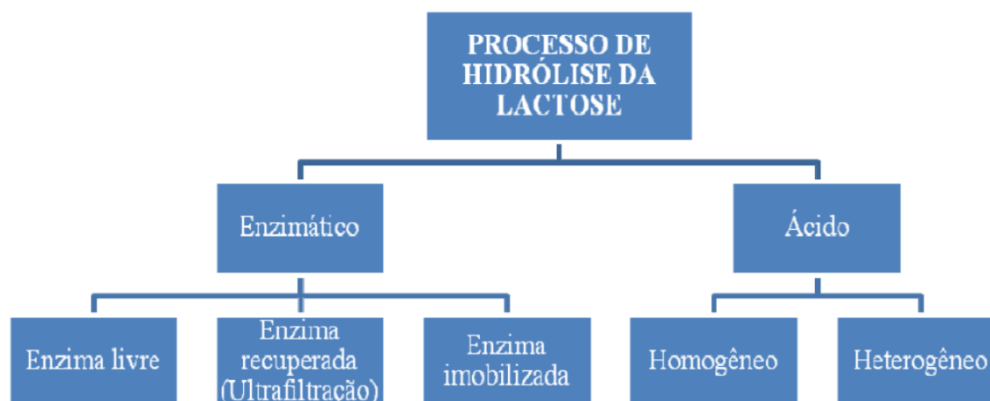 PROCESSO DE
HIDRÓLISE DA
LACTOSE
Enzimático
Ácido
Enzima livre
Enzima
recuperada
(Ultrafiltração)
Enzima
imobilizada
Homogêneo
Heterogêneo